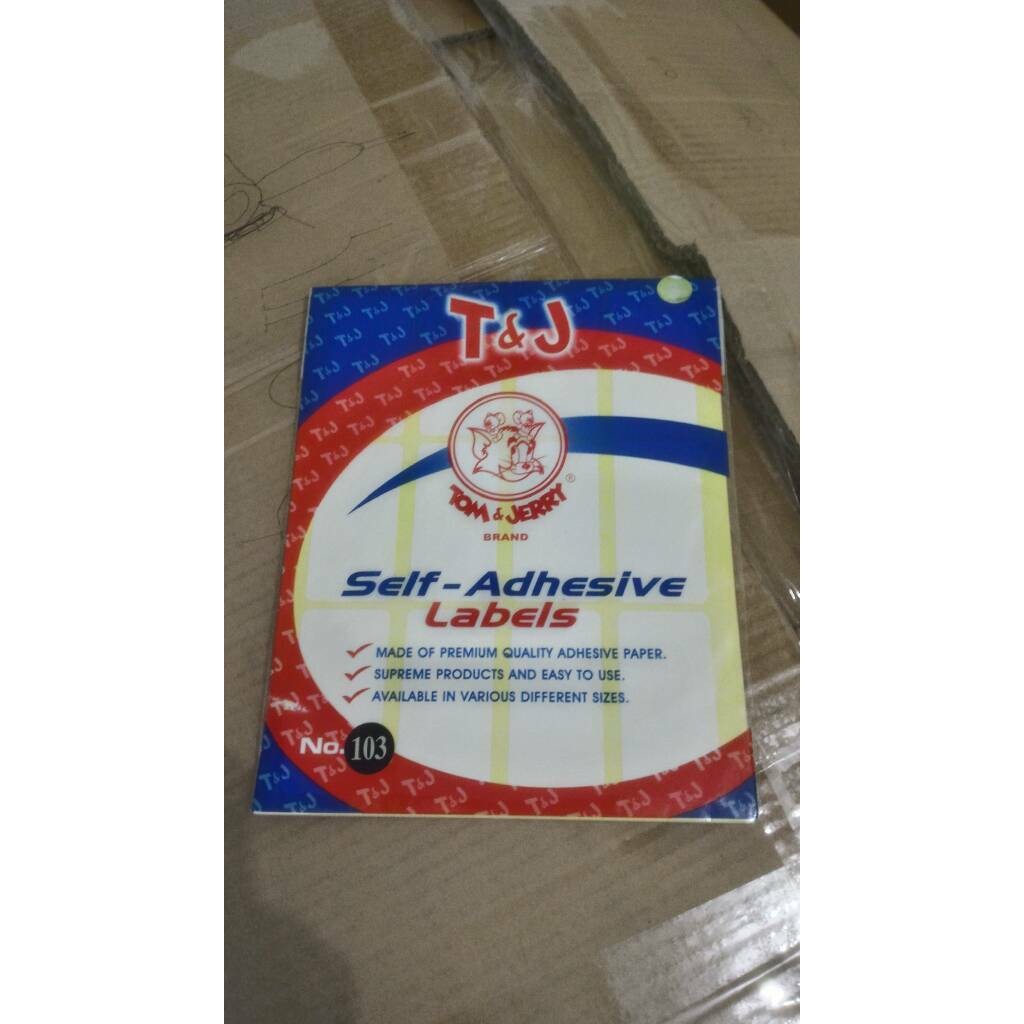 T&J
TOM & JERRY ®
BRAND
Self-Adhesive
Labels
MADE OF PREMIUM QUALITY ADHESIVE PAPER.
SUPREME PRODUCTS AND EASY TO USE.
AVAILABLE IN VARIOUS DIFFERENT SIZES.
No. 103